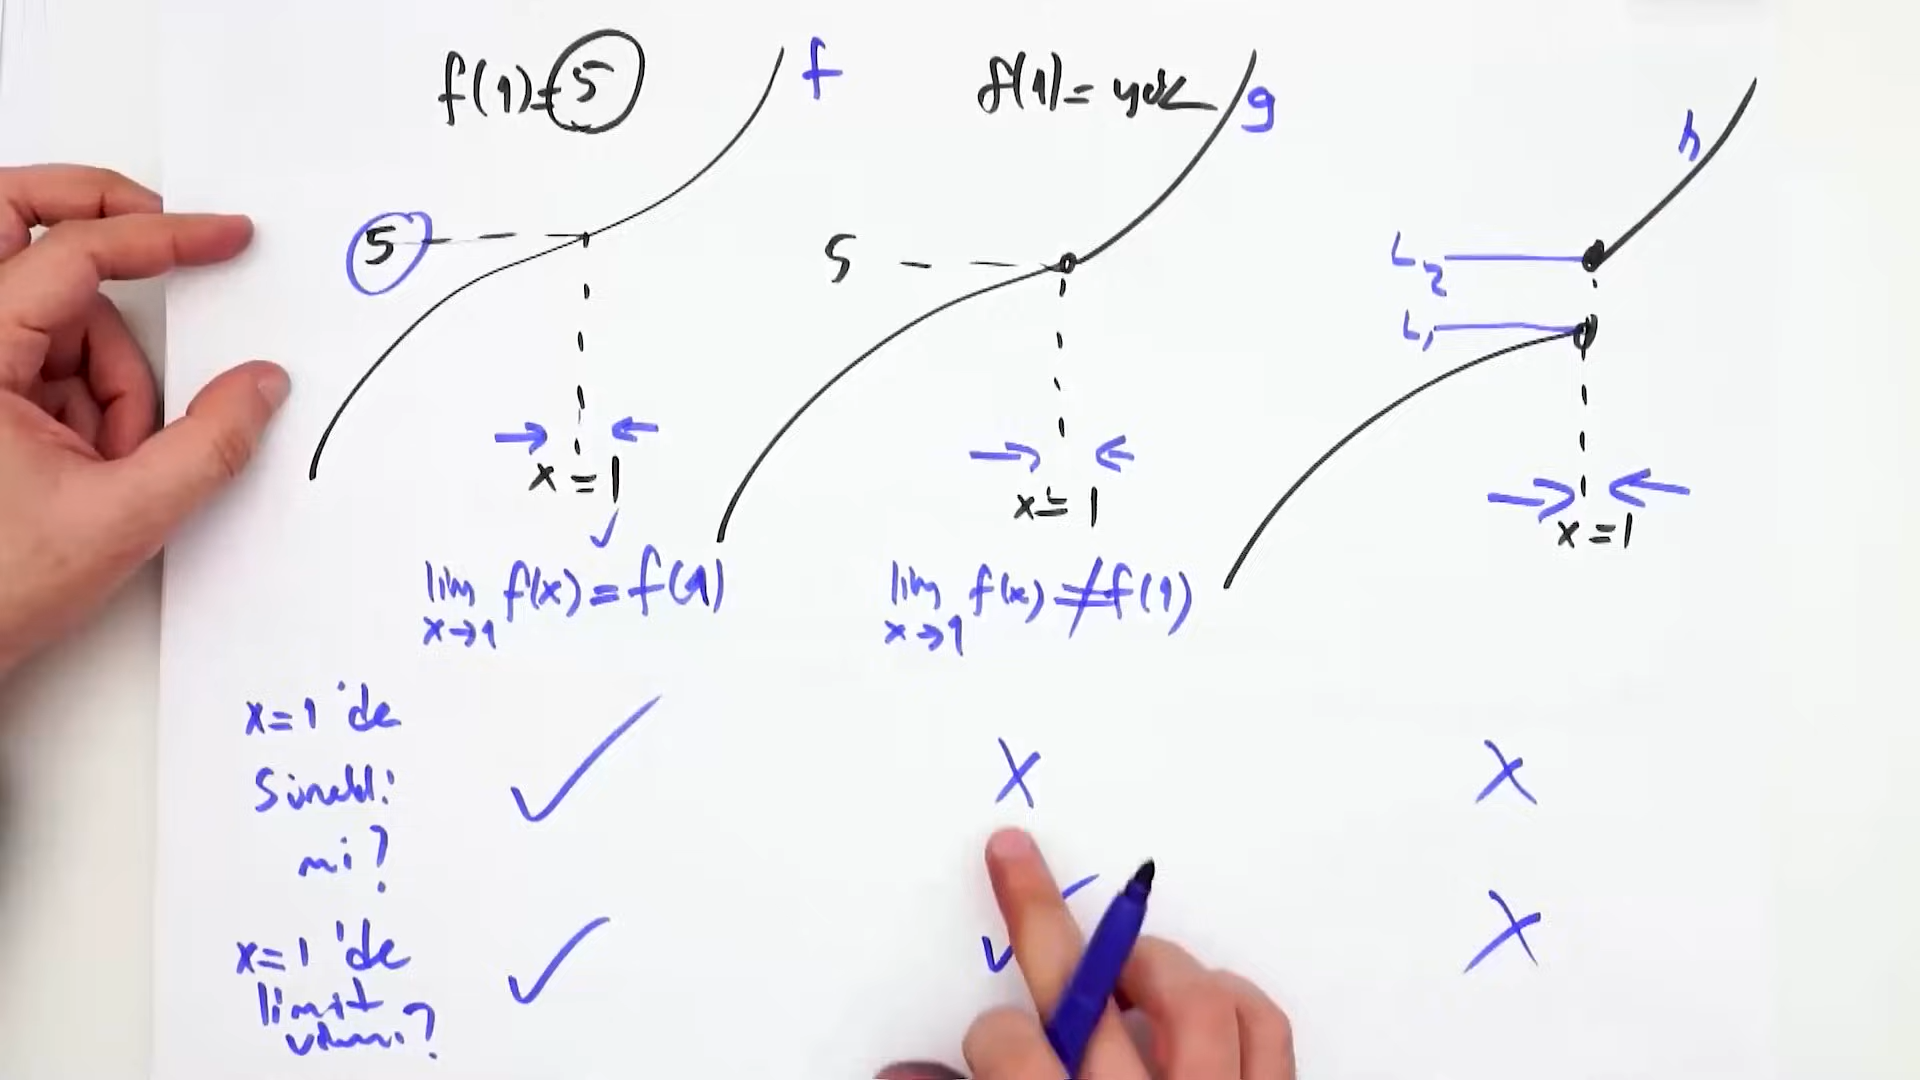 f(1)=5
f
f(1)= yok
g
h
5
5
L2
L1
x=1
x=1
x=1
lim f(x) = f(1)
x→1
lim f(x) ≠ f(1)
x→1
x=1'de
Sürekli
mi?
x=1'de
limit
var mı?